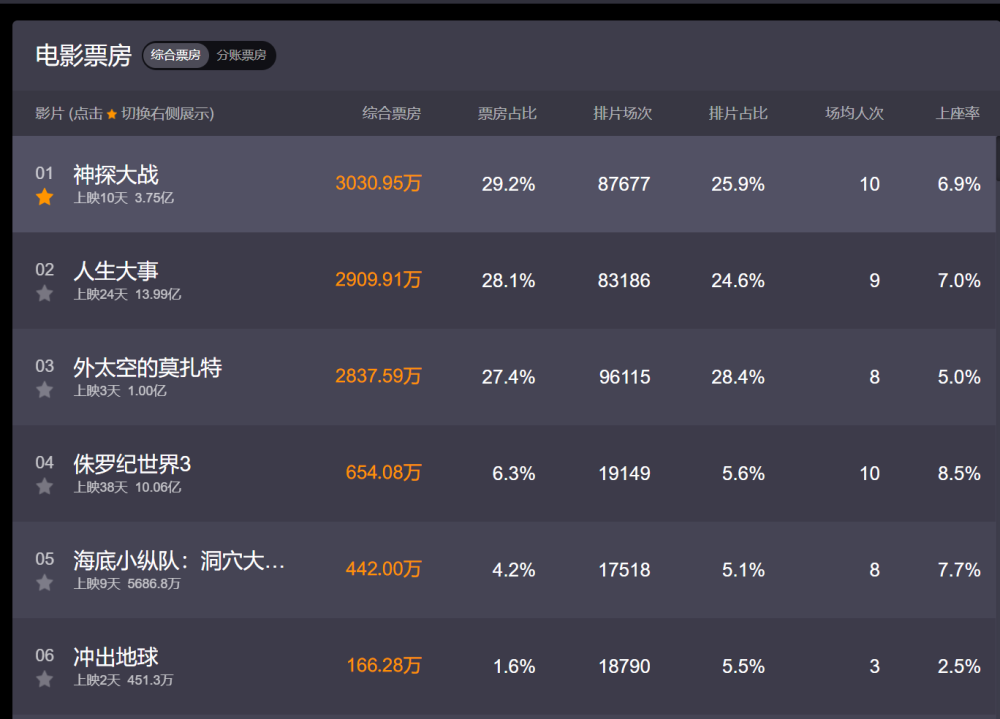 电影票房 综合票房 分账票房
影片 (点击★切换右侧展示) 综合票房 票房占比 排片场次 排片占比 场均人次 上座率
01 神探大战 3030.95万 29.2% 87677 25.9% 10 6.9%
上映10天 3.75亿
02 人生大事 2909.91万 28.1% 83186 24.6% 9 7.0%
上映24天 13.99亿
03 外太空的莫扎特 2837.59万 27.4% 96115 28.4% 8 5.0%
上映3天 1.00亿
04 侏罗纪世界3 654.08万 6.3% 19149 5.6% 10 8.5%
上映38天 10.06亿
05 海底小纵队：洞穴大... 442.00万 4.2% 17518 5.1% 8 7.7%
上映9天 5686.8万
06 冲出地球 166.28万 1.6% 18790 5.5% 3 2.5%
上映2天 451.3万